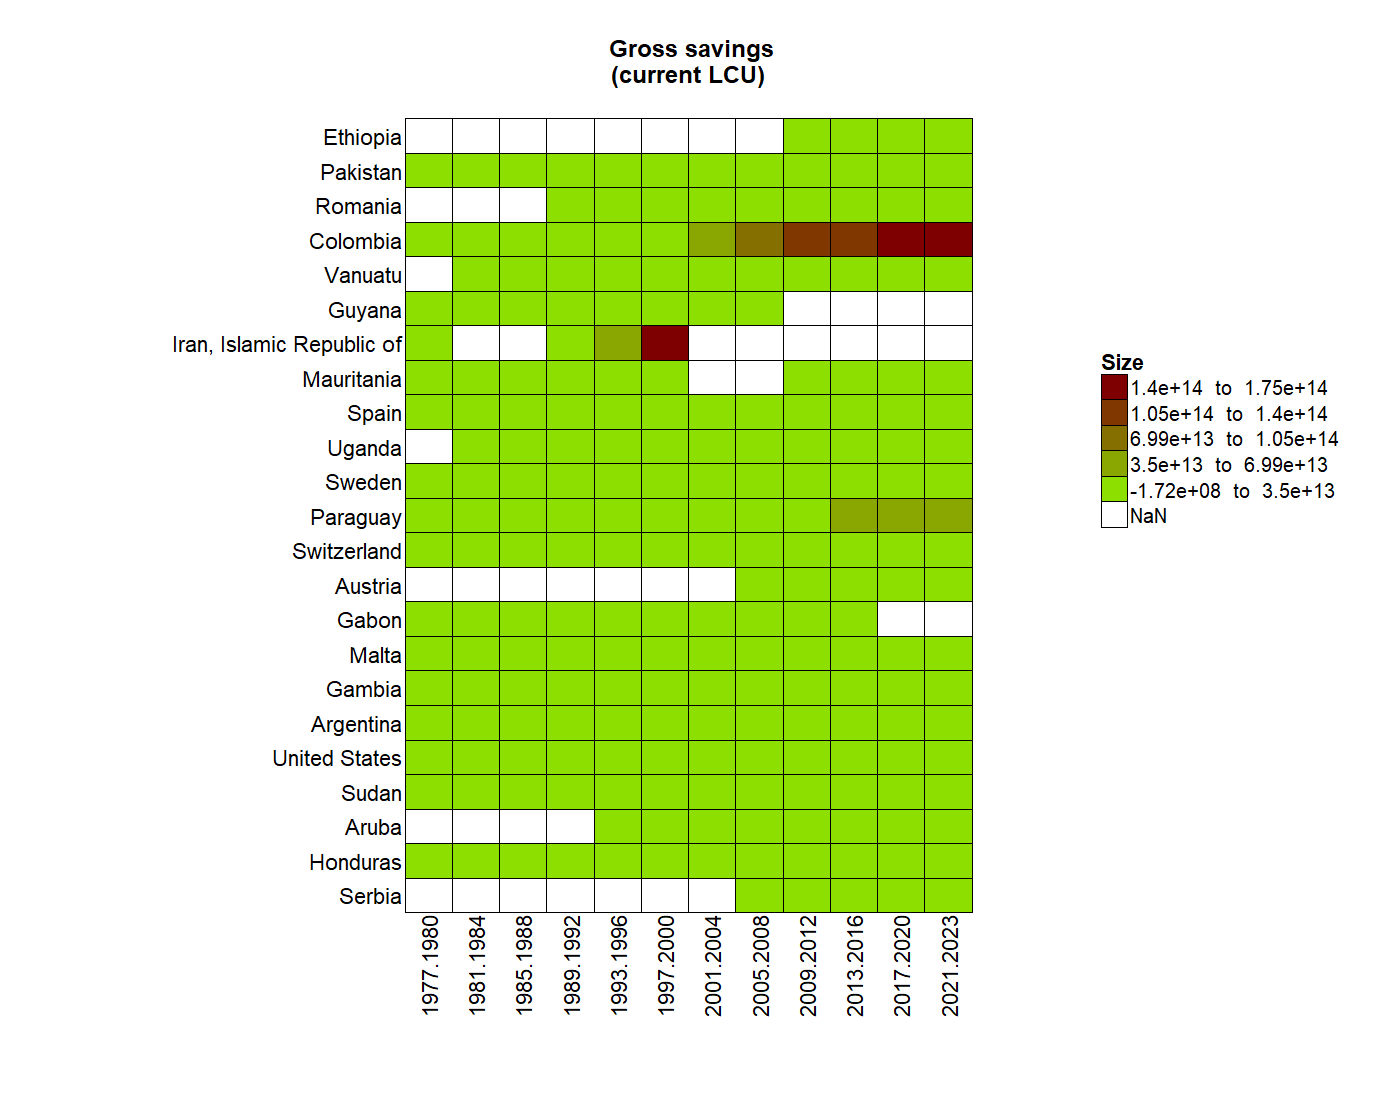 Gross savings
(current LCU)
Ethiopia
Pakistan
Romania
Colombia
Vanuatu
Guyana
Iran, Islamic Republic of
Mauritania
Spain
Uganda
Sweden
Paraguay
Switzerland
Austria
Gabon
Malta
Gambia
Argentina
United States
Sudan
Aruba
Honduras
Serbia
1977.1980
1981.1984
1985.1988
1989.1992
1993.1996
1997.2000
2001.2004
2005.2008
2009.2012
2013.2016
2017.2020
2021.2023
Size
1.4e+14 to 1.75e+14
1.05e+14 to 1.4e+14
6.99e+13 to 1.05e+14
3.5e+13 to 6.99e+13
-1.72e+08 to 3.5e+13
NaN